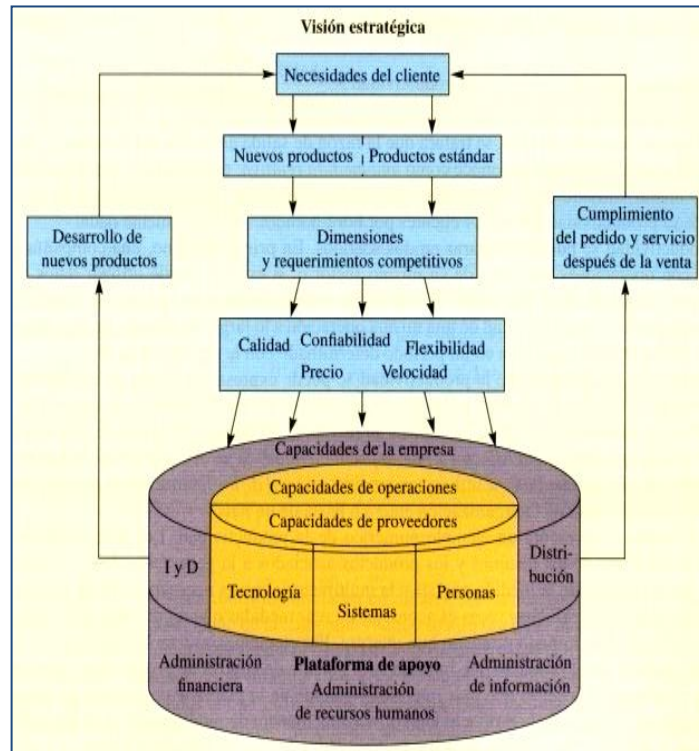 Visión estratégica
Necesidades del cliente
Nuevos productos
Productos estándar
Desarrollo de
nuevos productos
Dimensiones
y requerimientos competitivos
Cumplimiento
del pedido y servicio
después de la venta
Calidad
Confiabilidad
Flexibilidad
Precio
Velocidad
Capacidades de la empresa
Capacidades de operaciones
Capacidades de proveedores
I y D
Tecnología
Sistemas
Personas
Distri-
bución
Administración
financiera
Plataforma de apoyo
Administración
de recursos humanos
Administración
de información